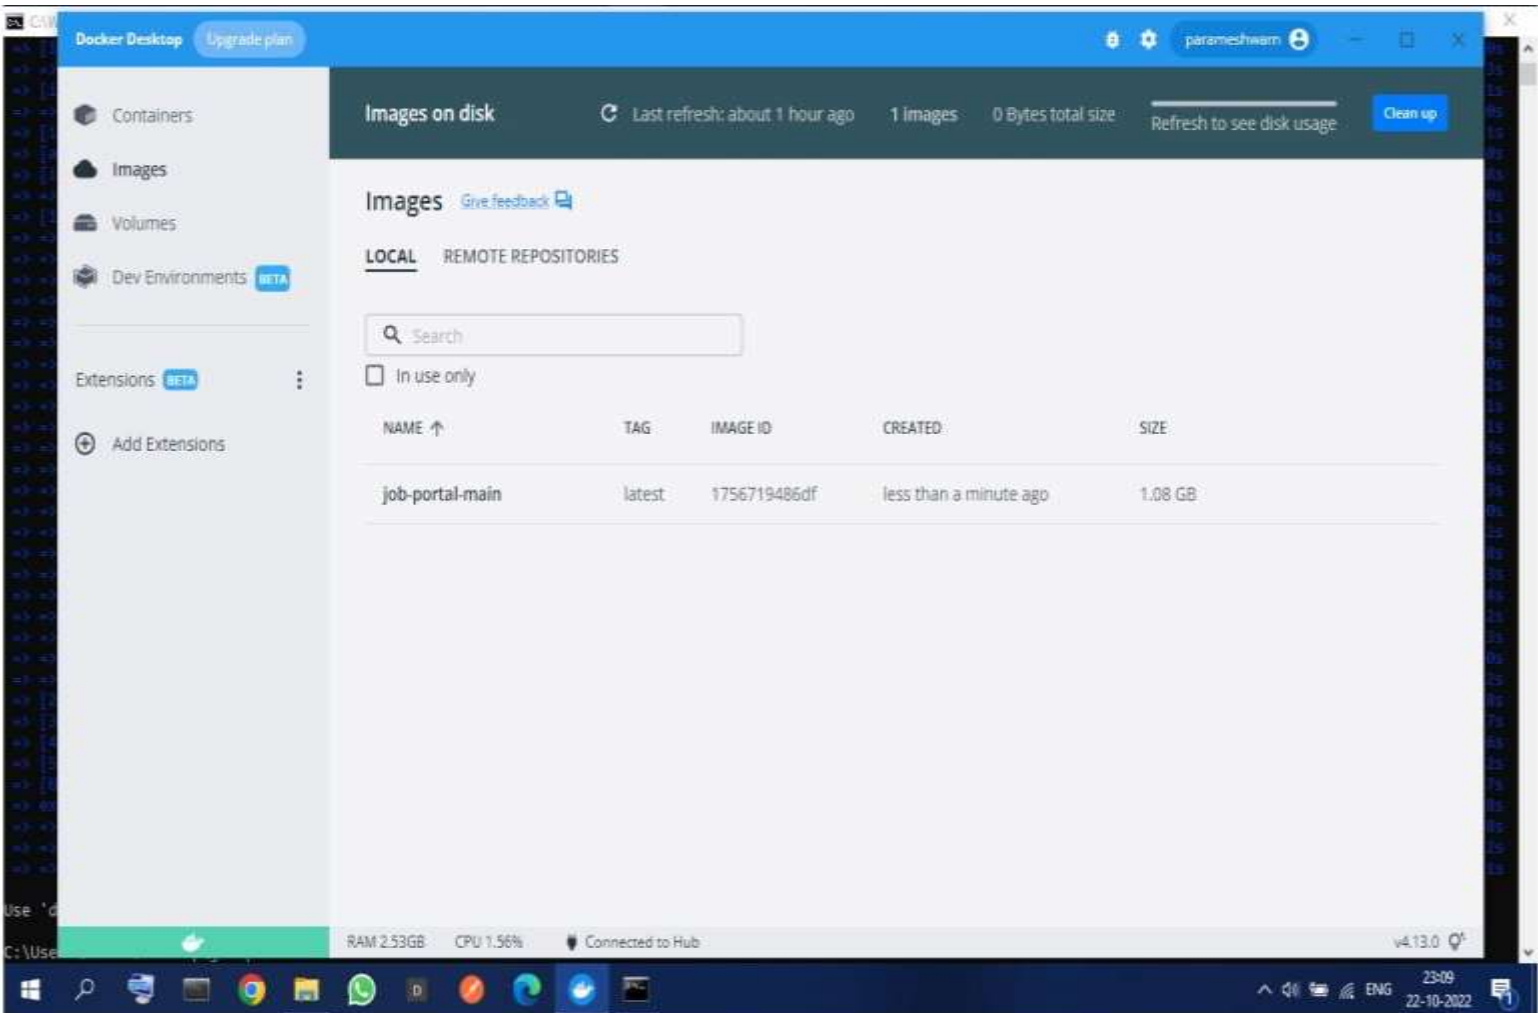 C:\W
Docker Desktop Upgrade plan parameshwarn
Containers
Images
Volumes
Dev Environments BETA
Extensions BETA
Add Extensions
Images on disk Last refresh: about 1 hour ago 1 images 0 Bytes total size Refresh to see disk usage Clean up
Images Give feedback
LOCAL REMOTE REPOSITORIES
Search
In use only
NAME TAG IMAGE ID CREATED SIZE
job-portal-main latest 1756719486df less than a minute ago 1.08 GB
Use 'd
C:\Use
RAM 2.53GB CPU 1.56% Connected to Hub v4.13.0
D
ENG 23:09
22-10-2022
1